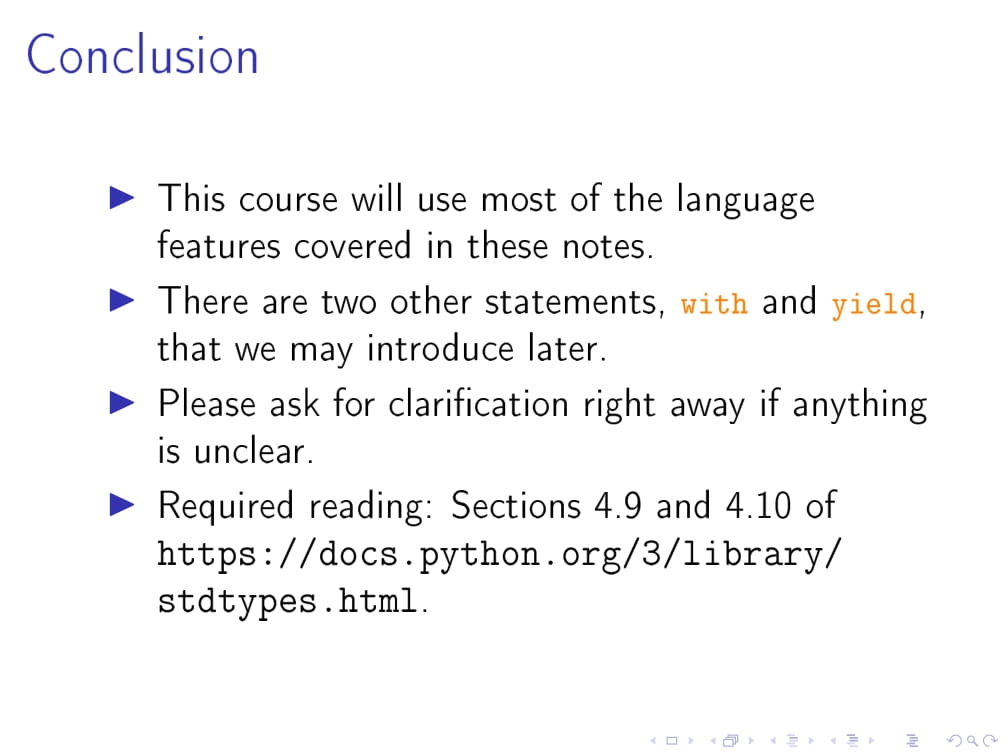 Conclusion
This course will use most of the language
features covered in these notes.
There are two other statements, with and yield,
that we may introduce later.
Please ask for clarification right away if anything
is unclear.
Required reading: Sections 4.9 and 4.10 of
https://docs.python.org/3/library/
stdtypes.html.